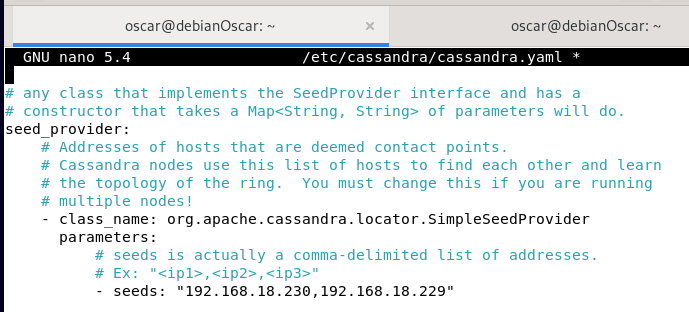 oscar@debianOscar: ~ × oscar@debianOscar: ~
GNU nano 5.4 /etc/cassandra/cassandra.yaml *
# any class that implements the SeedProvider interface and has a
# constructor that takes a Map<String, String> of parameters will do.
seed_provider:
# Addresses of hosts that are deemed contact points.
# Cassandra nodes use this list of hosts to find each other and learn
# the topology of the ring.  You must change this if you are running
# multiple nodes!
- class_name: org.apache.cassandra.locator.SimpleSeedProvider
parameters:
# seeds is actually a comma-delimited list of addresses.
# Ex: "<ip1>,<ip2>,<ip3>"
- seeds: "192.168.18.230,192.168.18.229"